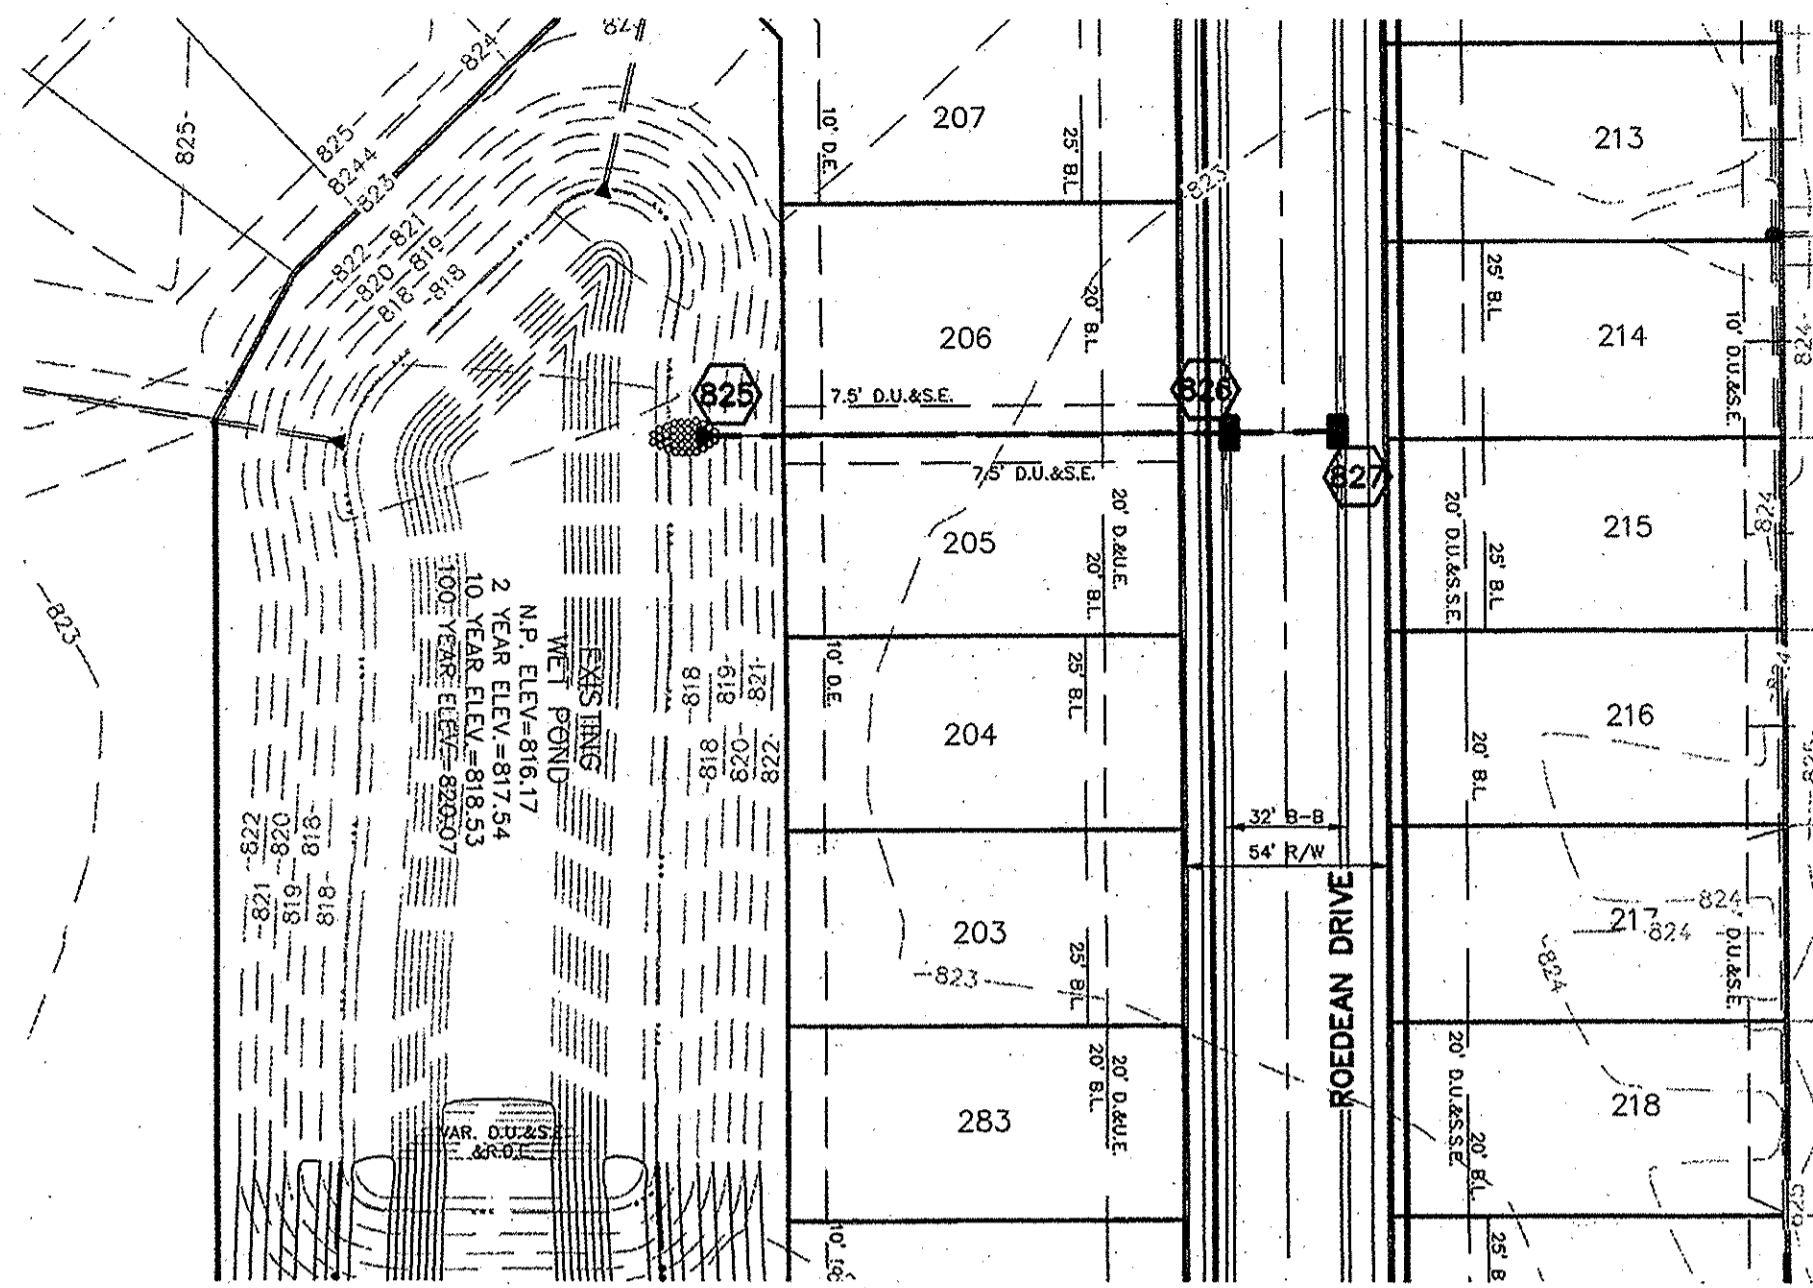 824
825
825
8244
823
822
821
820
819
818
818
823
10' D.E.
207
25' B.L.
823
213
206
20' B.L.
7.5' D.U.&S.E.
825
826
827
7.5' D.U.&S.E.
25' B.L.
214
10' D.U.&S.E.
824
205
20' D.&U.E.
20' B.L.
215
20' D.U.&S.S.E.
25' B.L.
824
EXISTING
WET POND
N.P. ELEV=816.17
2 YEAR ELEV.=817.54
10 YEAR ELEV.=818.53
100 YEAR ELEV=820.07
818
819
821
818
820
822
10' D.E.
25' B.L.
204
216
20' B.L.
822
820
818
821
819
818
32' B-B
54' R/W
ROEDEAN DRIVE
203
25' B.L.
823
217
824
824
824
D.U.&S.E.
283
20' B.L.
20' D.&U.E
218
20' D.U.&S.S.E.
20' B.L.
VAR. D.U.&S.E.
&R.D.E.
25' B